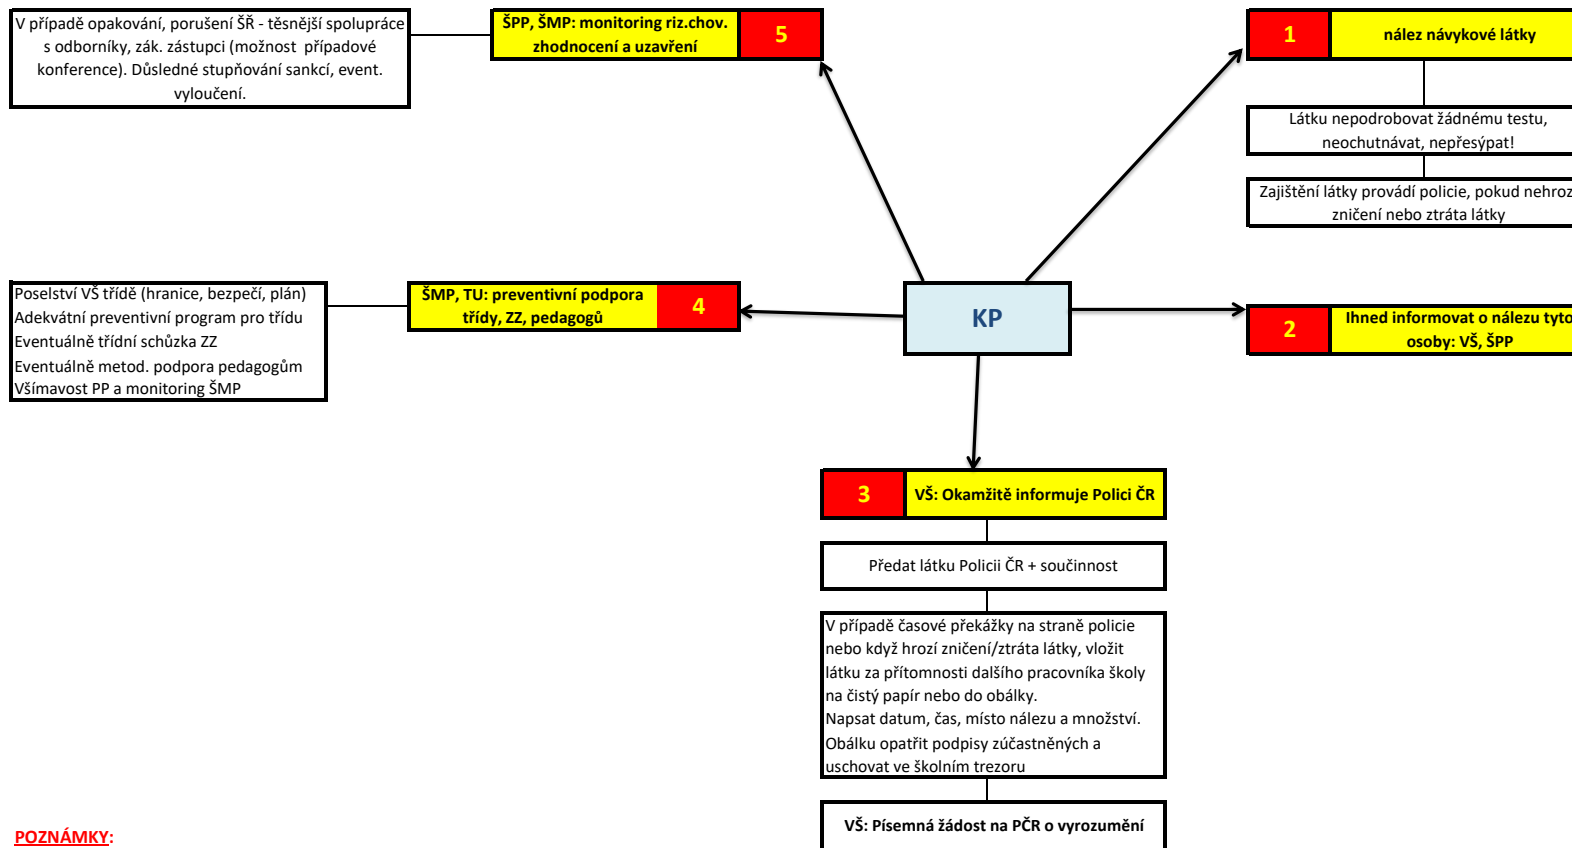 V případě opakování, porušení ŠŘ - těsnější spolupráce
s odborníky, zák. zástupci (možnost případové
konference). Důsledné stupňování sankcí, event.
vyloučení.
ŠPP, ŠMP: monitoring riz.chov.
zhodnocení a uzavření
5
1
nález návykové látky
Látku nepodrobovat žádnému testu,
neochutnávat, nepřesýpat!
Zajištění látky provádí policie, pokud nehroz
zničení nebo ztráta látky
Poselství VŠ třídě (hranice, bezpečí, plán)
Adekvátní preventivní program pro třídu
Eventuálně třídní schůzka ZZ
Eventuálně metod. podpora pedagogům
Všímavost PP a monitoring ŠMP
ŠMP, TU: preventivní podpora
třídy, ZZ, pedagogů
4
KP
2
Ihned informovat o nálezu tyto
osoby: VŠ, ŠPP
3
VŠ: Okamžitě informuje Polici ČR
Předat látku Policii ČR + součinnost
V případě časové překážky na straně policie
nebo když hrozí zničení/ztráta látky, vložit
látku za přítomnosti dalšího pracovníka školy
na čistý papír nebo do obálky.
Napsat datum, čas, místo nálezu a množství.
Obálku opatřit podpisy zúčastněných a
uschovat ve školním trezoru
VŠ: Písemná žádost na PČR o vyrozumění
POZNÁMKY: